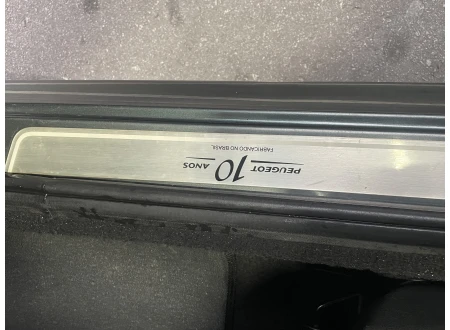 PEUGEOT 10 ANOS
FABRICANDO NO BRASIL